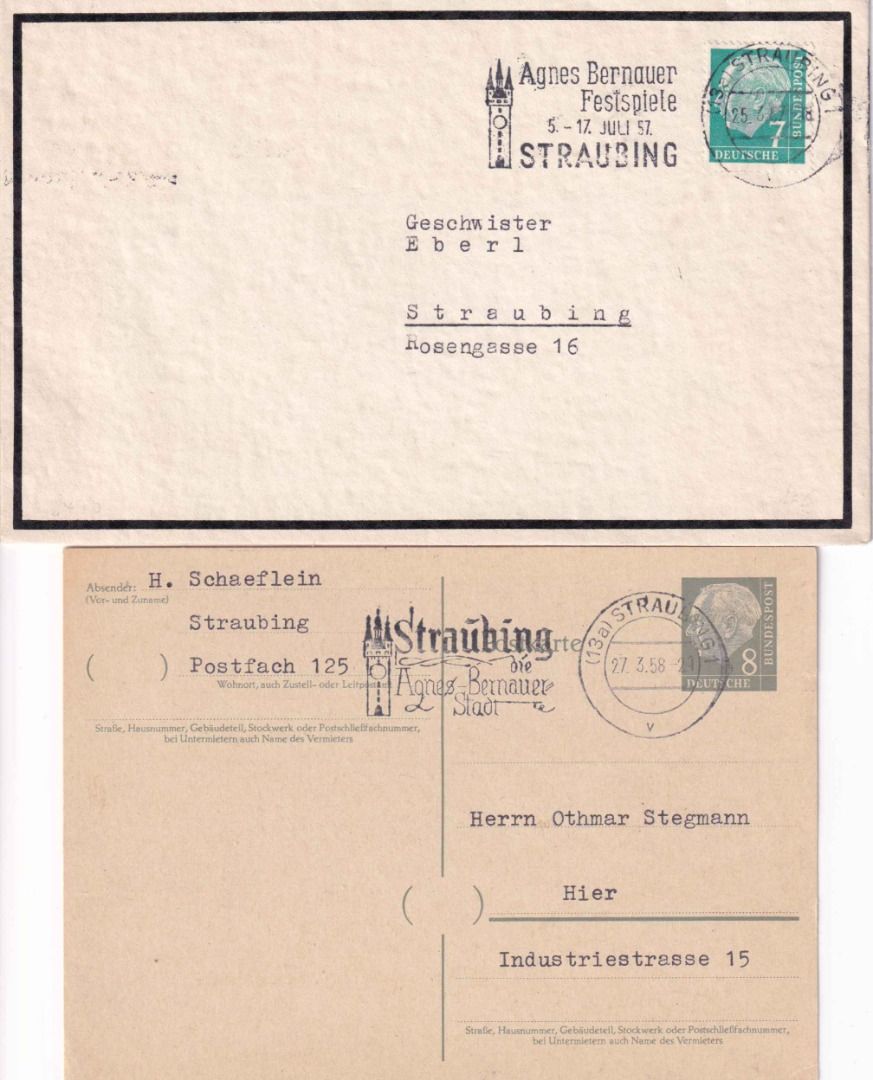 Agnes Bernauer
Festspiele
5. - 17. JULI 57.
STRAUBING
STRAUBING 1
7
DEUTSCHE
BUNDESPOST
Geschwister
E b e r l
S t r a u b i n g
Rosengasse 16
Absender: H. Schaeflein
(Vor- und Zuname)
Straubing
( ) Postfach 125
Wohnort, auch Zustell- oder
Straße, Hausnummer, Gebäudeteil, Stockwerk oder Postschließfachnummer,
bei Untermietern auch Name des Vermieters
Straubing
die
Agnes-Bernauer
Stadt
(13a) STRAUBING 1
27. 3.58
v
8
DEUTSCHE
BUNDESPOST
Herrn Othmar Stegmann
Hier
( )
Industriestrasse 15
Straße, Hausnummer, Gebäudeteil, Stockwerk oder Postschließfachnummer,
bei Untermietern auch Name des Vermieters